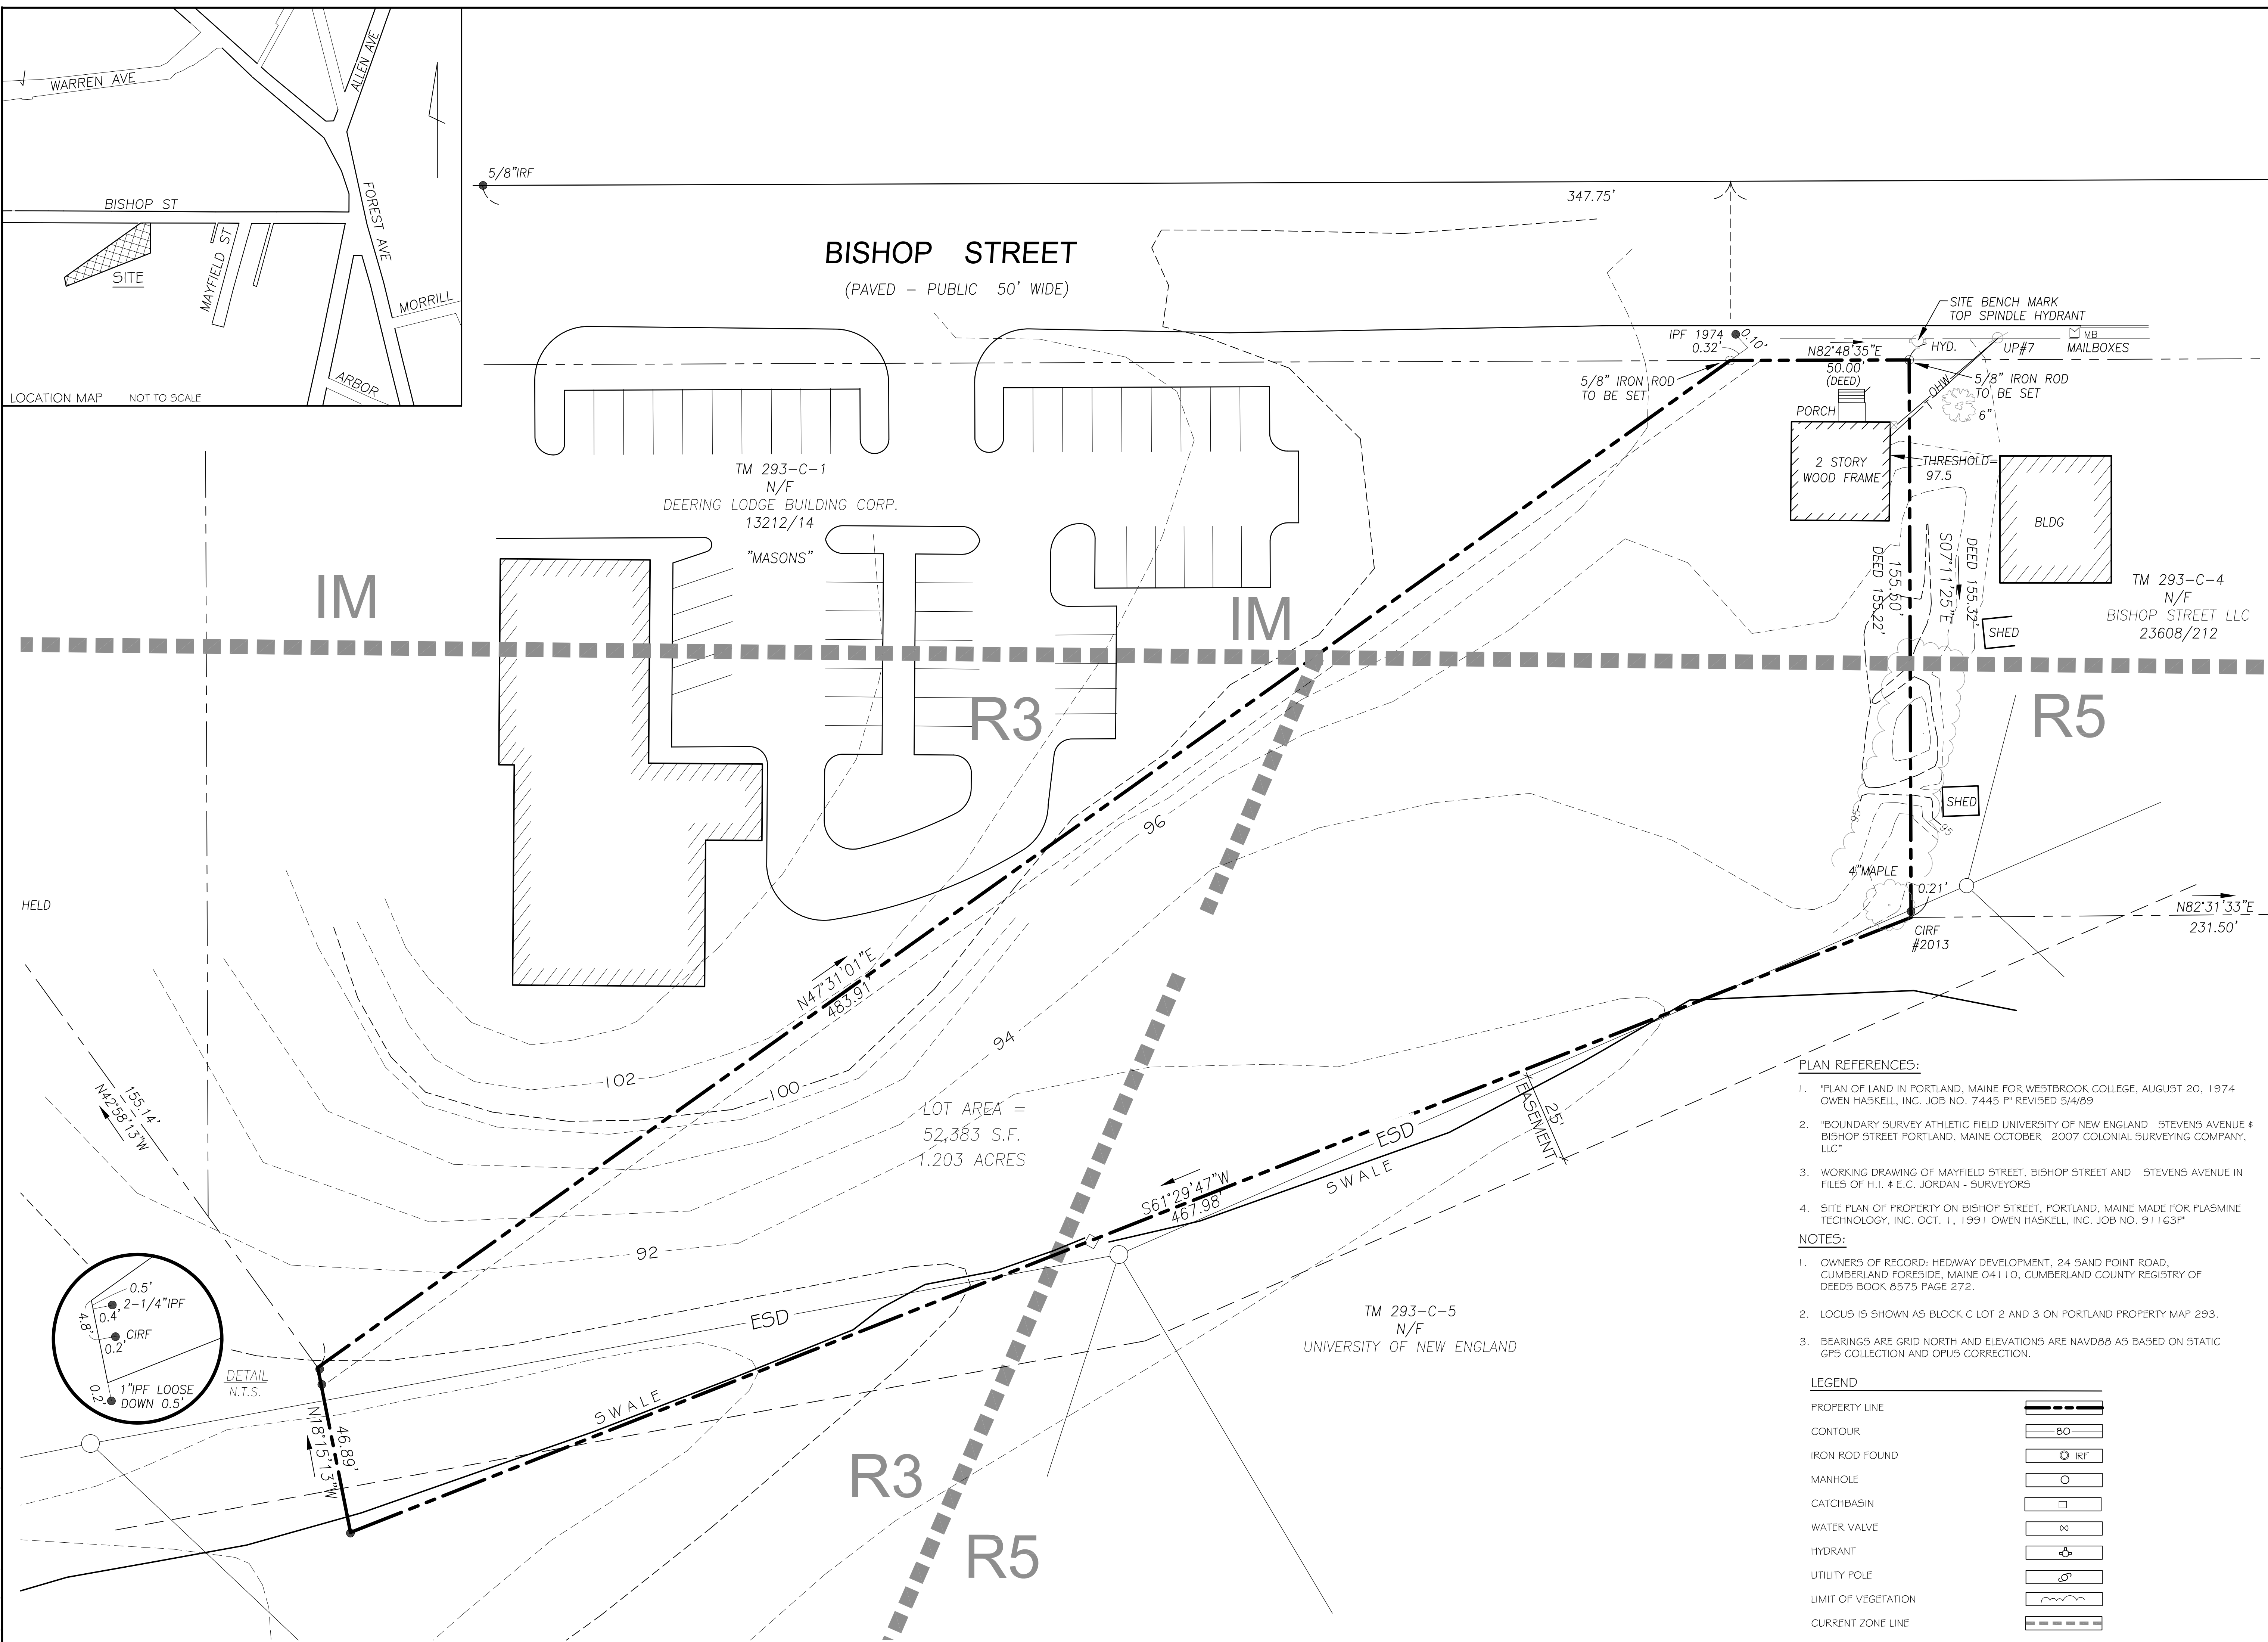 WARREN AVE
ALLEN AVE
BISHOP ST
FOREST AVE
MAYFIELD ST
SITE
MORRILL
ARBOR
LOCATION MAP NOT TO SCALE
5/8"IRF
347.75'
BISHOP STREET
(PAVED - PUBLIC 50' WIDE)
SITE BENCH MARK
TOP SPINDLE HYDRANT
IPF 1974
0.32'
0.10'
N82°48'35"E
50.00'
(DEED)
HYD.
UP#7
MB
MAILBOXES
5/8" IRON ROD
TO BE SET
5/8" IRON ROD
TO BE SET
OHW
6"
PORCH
2 STORY
WOOD FRAME
THRESHOLD=
97.5
BLDG
TM 293-C-1
N/F
DEERING LODGE BUILDING CORP.
13212/14
"MASONS"
DEED 155.22'
155.50'
S07°11'25"E
DEED 155.32'
TM 293-C-4
N/F
BISHOP STREET LLC
23608/212
SHED
IM
IM
R3
R5
SHED
95
95
96
4"MAPLE
0.21'
CIRF
#2013
N82°31'33"E
231.50'
HELD
N47°31'01"E
483.91'
94
102
100
155.14'
N42°58'13"W
LOT AREA =
52,383 S.F.
1.203 ACRES
25'
EASEMENT
ESD
SWALE
S61°29'47"W
467.98'
92
ESD
SWALE
TM 293-C-5
N/F
UNIVERSITY OF NEW ENGLAND
0.5'
2-1/4"IPF
0.4'
4.8'
CIRF
0.2'
0.2'
1"IPF LOOSE
DOWN 0.5'
DETAIL
N.T.S.
46.89'
N18°15'13"W
R3
R5
PLAN REFERENCES:
1. "PLAN OF LAND IN PORTLAND, MAINE FOR WESTBROOK COLLEGE, AUGUST 20, 1974
OWEN HASKELL, INC. JOB NO. 7445 P" REVISED 5/4/89
2. "BOUNDARY SURVEY ATHLETIC FIELD UNIVERSITY OF NEW ENGLAND STEVENS AVENUE &
BISHOP STREET PORTLAND, MAINE OCTOBER 2007 COLONIAL SURVEYING COMPANY,
LLC"
3. WORKING DRAWING OF MAYFIELD STREET, BISHOP STREET AND STEVENS AVENUE IN
FILES OF H.I. & E.C. JORDAN - SURVEYORS
4. SITE PLAN OF PROPERTY ON BISHOP STREET, PORTLAND, MAINE MADE FOR PLASMINE
TECHNOLOGY, INC. OCT. 1, 1991 OWEN HASKELL, INC. JOB NO. 91163P"
NOTES:
1. OWNERS OF RECORD: HEDWAY DEVELOPMENT, 24 SAND POINT ROAD,
CUMBERLAND FORESIDE, MAINE 04110, CUMBERLAND COUNTY REGISTRY OF
DEEDS BOOK 8575 PAGE 272.
2. LOCUS IS SHOWN AS BLOCK C LOT 2 AND 3 ON PORTLAND PROPERTY MAP 293.
3. BEARINGS ARE GRID NORTH AND ELEVATIONS ARE NAVD88 AS BASED ON STATIC
GPS COLLECTION AND OPUS CORRECTION.
LEGEND
PROPERTY LINE
CONTOUR 80
IRON ROD FOUND IRF
MANHOLE
CATCHBASIN
WATER VALVE
HYDRANT
UTILITY POLE
LIMIT OF VEGETATION
CURRENT ZONE LINE